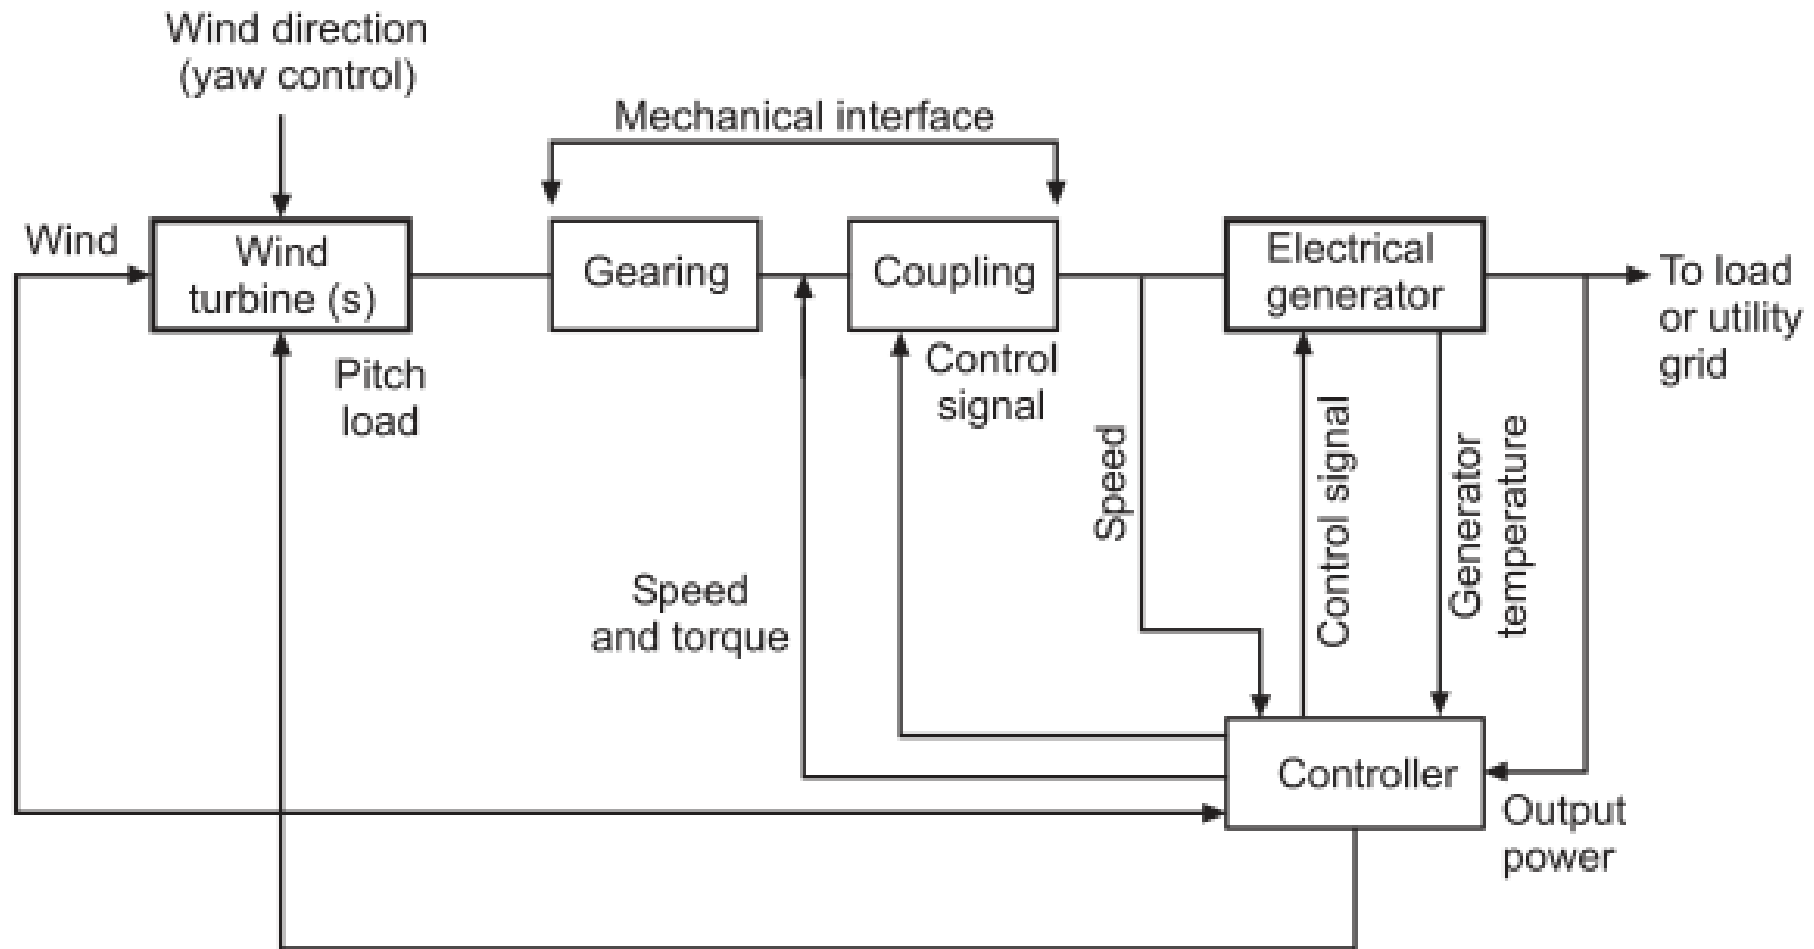 Wind direction
(yaw control)
Mechanical interface
Wind
Wind
turbine (s)
Gearing
Coupling
Electrical
generator
To load
or utility
grid
Pitch
load
Control
signal
Speed
Control signal
Generator
temperature
Speed
and torque
Controller
Output
power